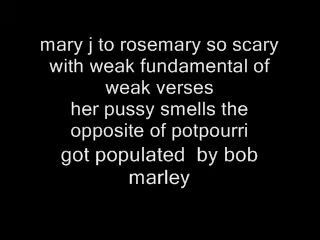 mary j to rosemary so scary
with weak fundamental of
weak verses
her pussy smells the
opposite of potpourri
got populated  by bob
marley